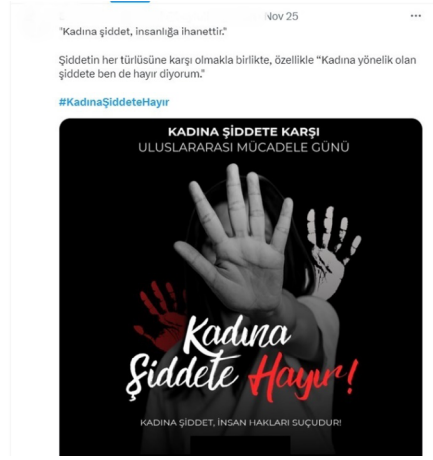 Nov 25
"Kadına şiddet, insanlığa ihanettir."
Şiddetin her türlüsüne karşı olmakla birlikte, özellikle “Kadına yönelik olan
şiddete ben de hayır diyorum."
#KadınaŞiddeteHayır
KADINA ŞİDDETE KARŞI
ULUSLARARASI MÜCADELE GÜNÜ
Kadına
Şiddete Hayır!
KADINA ŞİDDET, İNSAN HAKLARI SUÇUDUR!